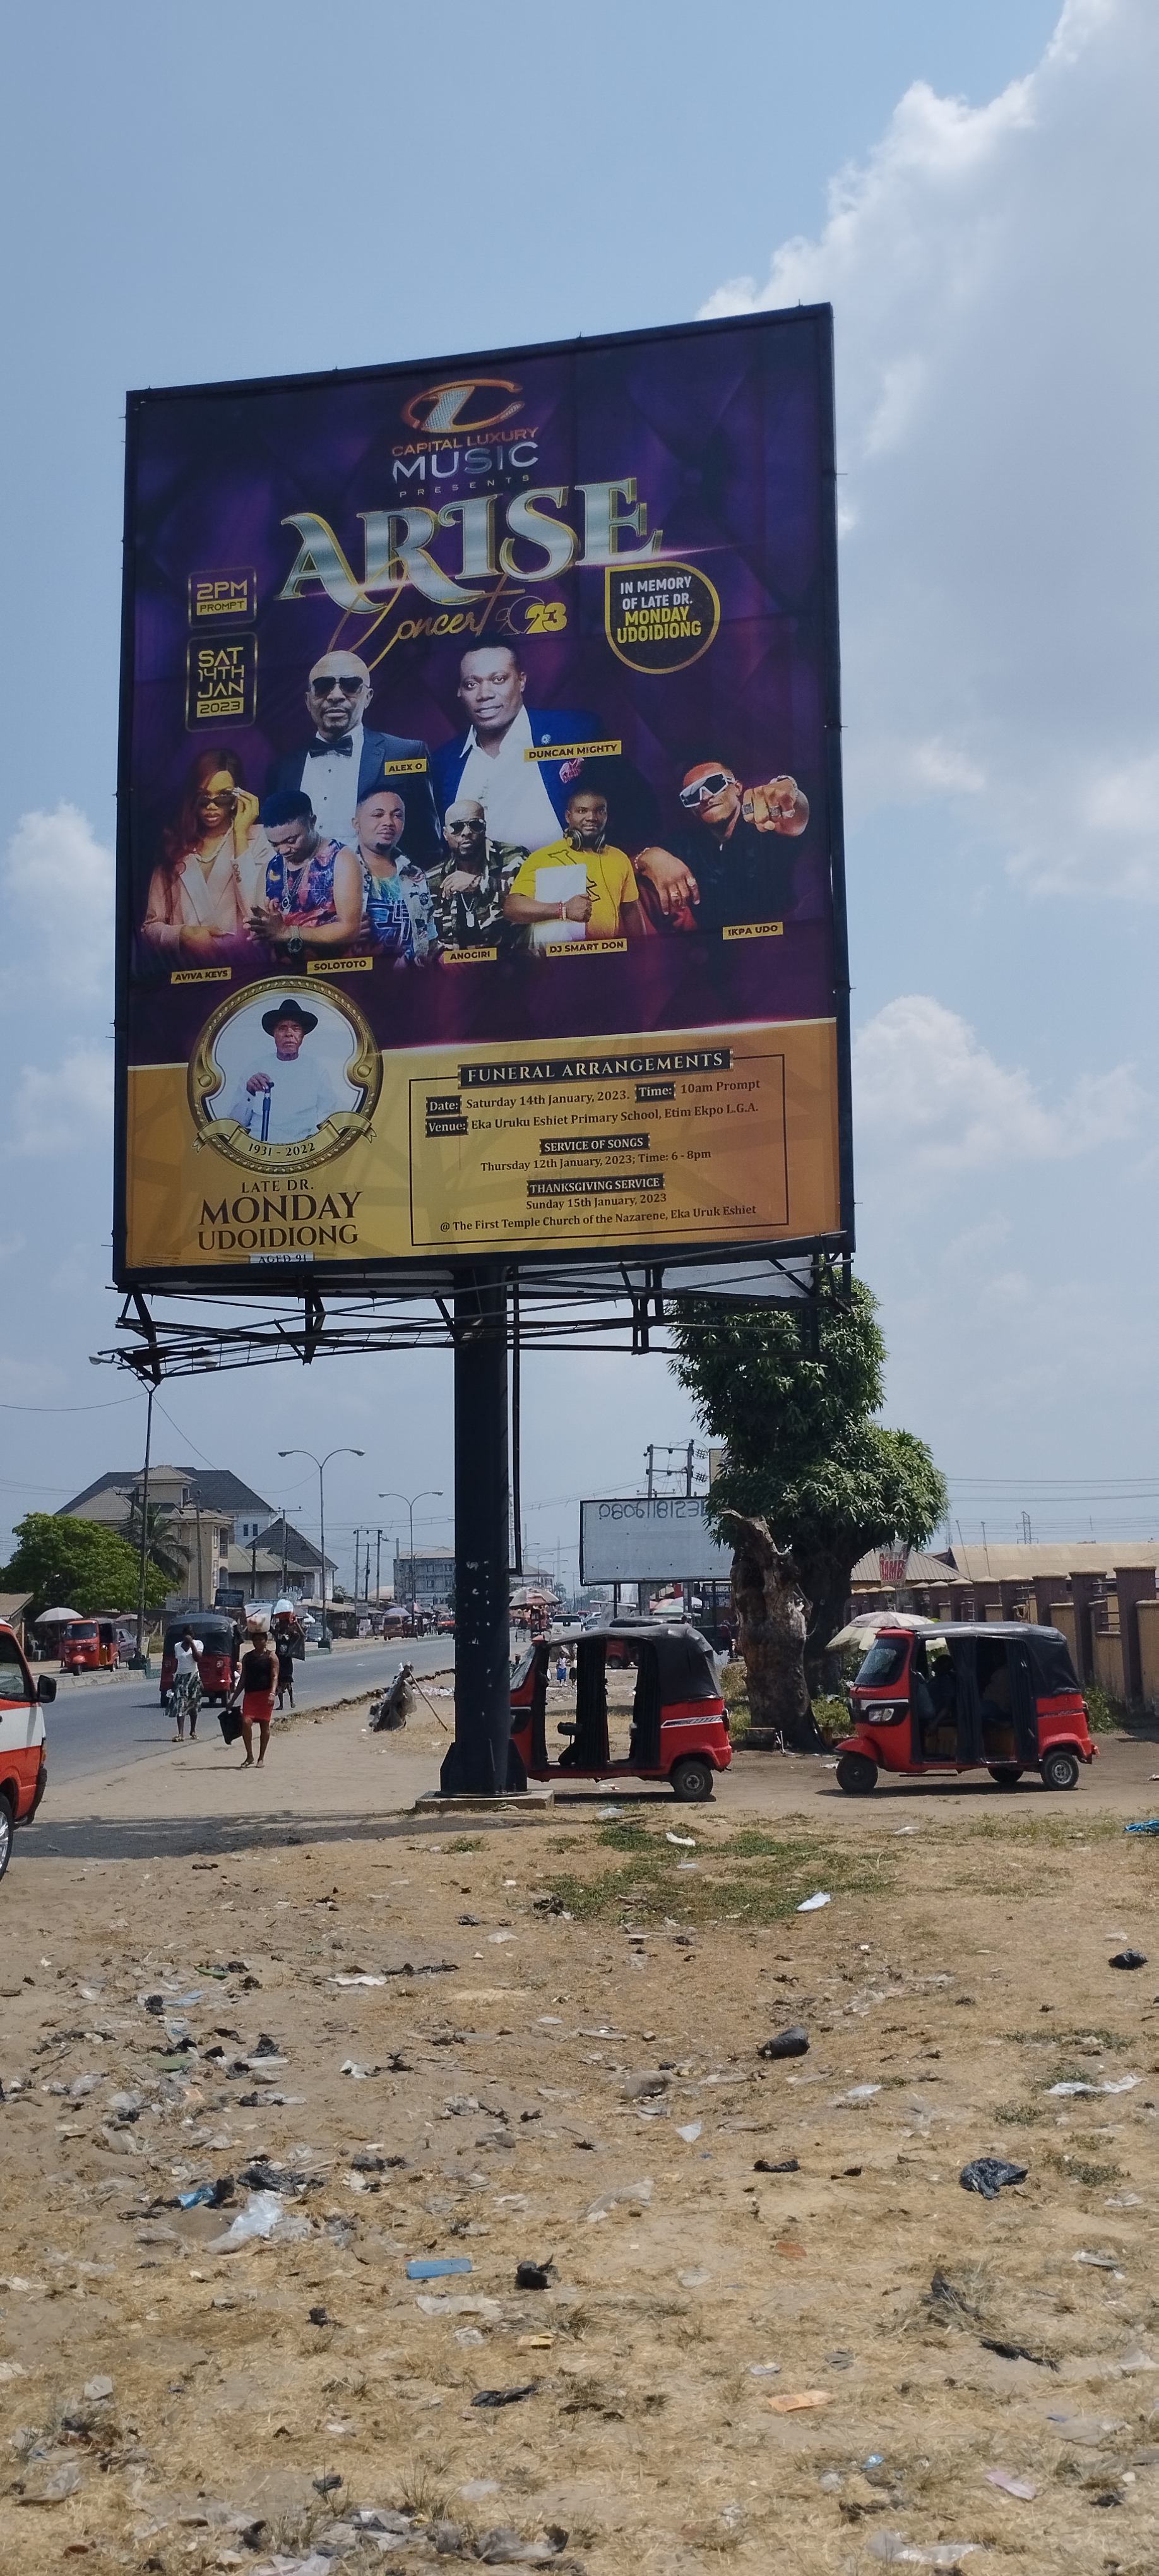 CAPITAL LUXURY
MUSIC
PRESENTS
ARISE
Concert 2023
2PM
PROMPT
SAT
14TH
JAN
2023
IN MEMORY
OF LATE DR.
MONDAY
UDOIDIONG
ALEX O
DUNCAN MIGHTY
AVIVA KEYS
SOLOTOTO
ANOGIRI
DJ SMART DON
IKPA UDO
1931 - 2022
LATE DR.
MONDAY
UDOIDIONG
AGED 91
FUNERAL ARRANGEMENTS
Date: Saturday 14th January, 2023. Time: 10am Prompt
Venue: Eka Uruku Eshiet Primary School, Etim Ekpo L.G.A.
SERVICE OF SONGS
Thursday 12th January, 2023; Time: 6 - 8pm
THANKSGIVING SERVICE
Sunday 15th January, 2023
@ The First Temple Church of the Nazarene, Eka Uruk Eshiet